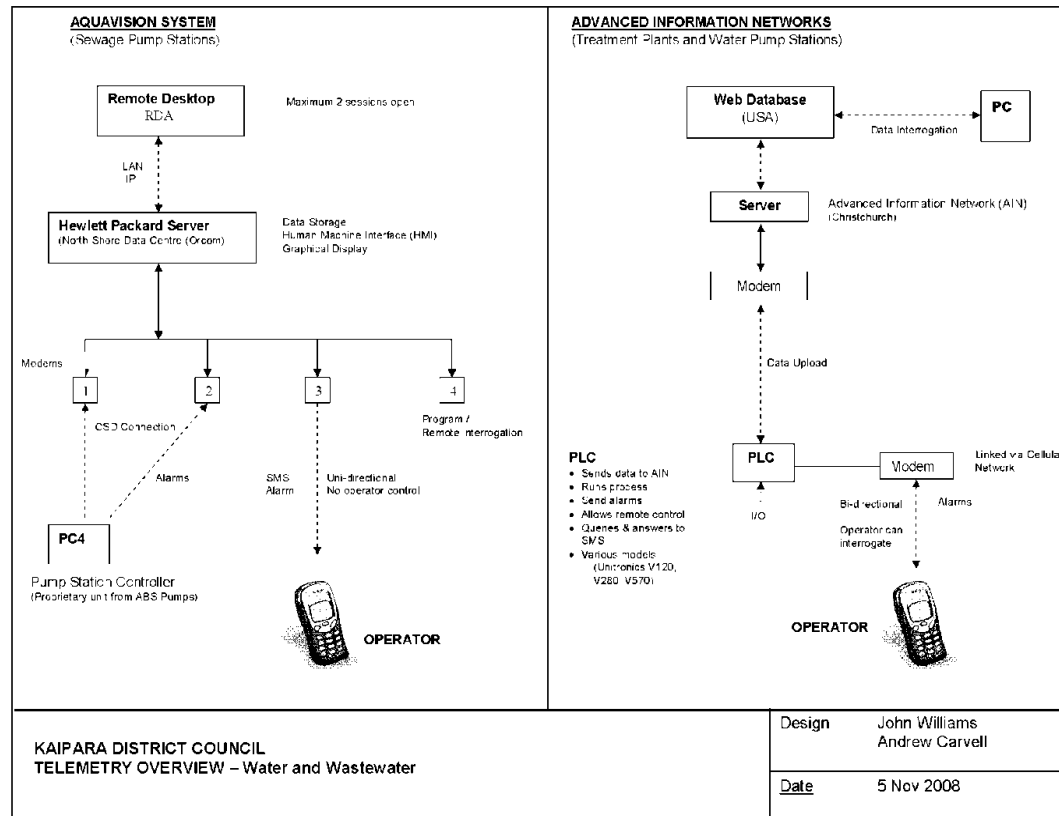 AQUAVISION SYSTEM
(Sewage Pump Stations)
Remote Desktop
RDA
Maximum 2 sessions open
LAN
IP
Hewlett Packard Server
(North Shore Data Centre (Orcom)
Data Storage
Human Machine Interface (HMI)
Graphical Display
Modems
1
2
3
4
CSD Connection
Program /
Remote Interrogation
Alarms
SMS
Alarm
Uni-directional
No operator control
PC4
Pump Station Controller
(Proprietary unit from ABS Pumps)
OPERATOR
ADVANCED INFORMATION NETWORKS
(Treatment Plants and Water Pump Stations)
Web Database
(USA)
PC
Data Interrogation
Server
Advanced Information Network (AIN)
(Christchurch)
Modem
Data Upload
PLC
• Sends data to AIN
• Runs process
• Send alarms
• Allows remote control
• Queries & answers to
SMS
• Various models
(Unitronics V120,
V280 V570)
PLC
I/O
Modem
Linked via Cellular
Network
Bi-directional
Alarms
Operator can
interrogate
OPERATOR
KAIPARA DISTRICT COUNCIL
TELEMETRY OVERVIEW – Water and Wastewater
Design John Williams
Andrew Carvell
Date 5 Nov 2008